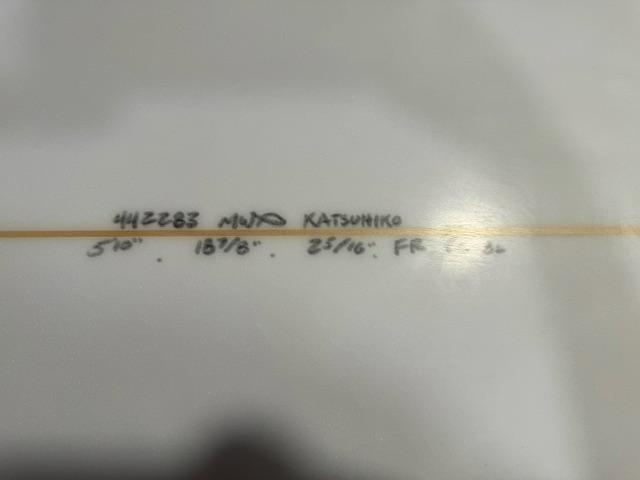 442283 KATSUHIKO
5'10". 18 7/8". 2 5/16". FR